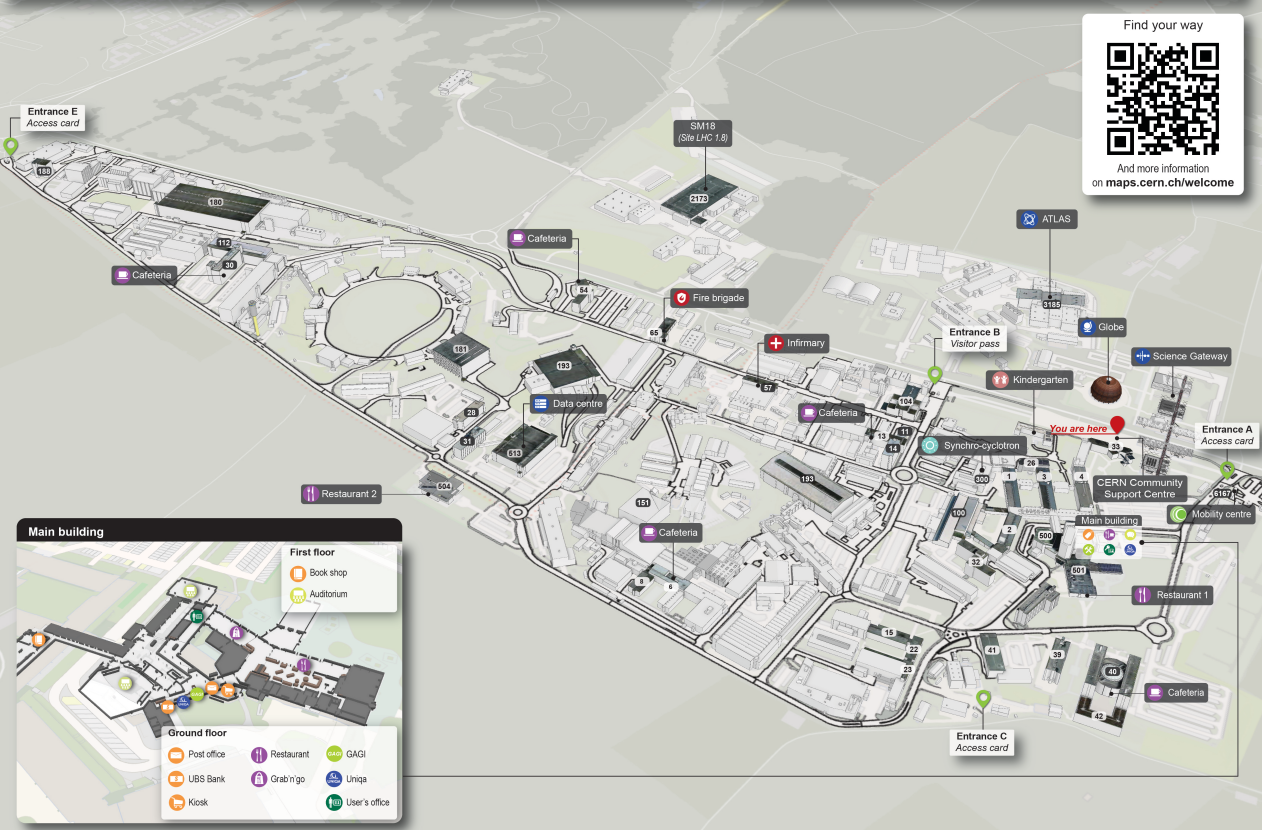 Find your way
And more information
on maps.cern.ch/welcome
Entrance E
Access card
188
180
112
30
Cafeteria
SM18
(Site LHC 1.8)
2173
Cafeteria
54
ATLAS
3185
Fire brigade
65
Infirmary
57
Entrance B
Visitor pass
Globe
Science Gateway
Kindergarten
181
193
Data centre
28
31
513
104
Cafeteria
13
11
14
You are here
33
Entrance A
Access card
Synchro-cyclotron
300
26
1
3
4
CERN Community
Support Centre
6167
Mobility centre
504
Restaurant 2
193
151
100
2
Main building
500
Cafeteria
8
6
32
501
Restaurant 1
15
22
23
41
39
40
Cafeteria
42
Entrance C
Access card
Main building
First floor
Book shop
Auditorium
GAGI
UNIQA
Ground floor
Post office
Restaurant
GAGI
GAGI
UBS Bank
Grab'n'go
UNIQA
Uniqa
Kiosk
User's office